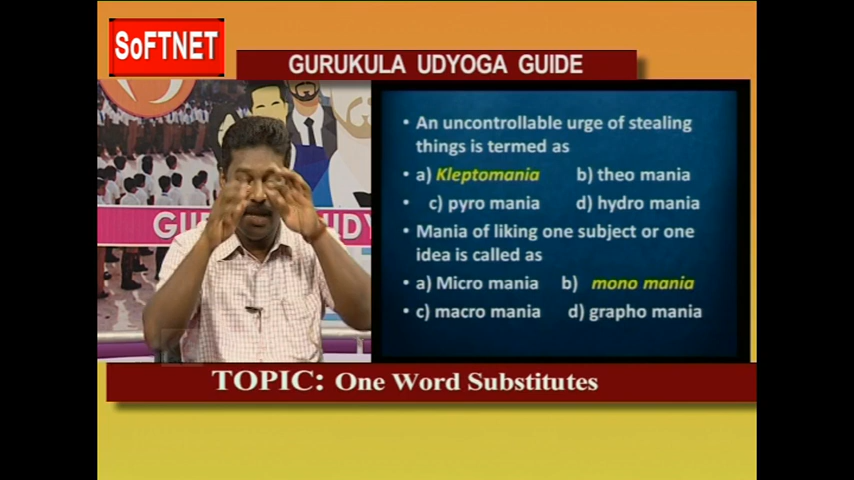 SoFTNET
GURUKULA UDYOGA GUIDE
• An uncontrollable urge of stealing
things is termed as
• a) Kleptomania b) theo mania
• c) pyro mania d) hydro mania
• Mania of liking one subject or one
idea is called as
• a) Micro mania b) mono mania
• c) macro mania d) grapho mania
TOPIC: One Word Substitutes